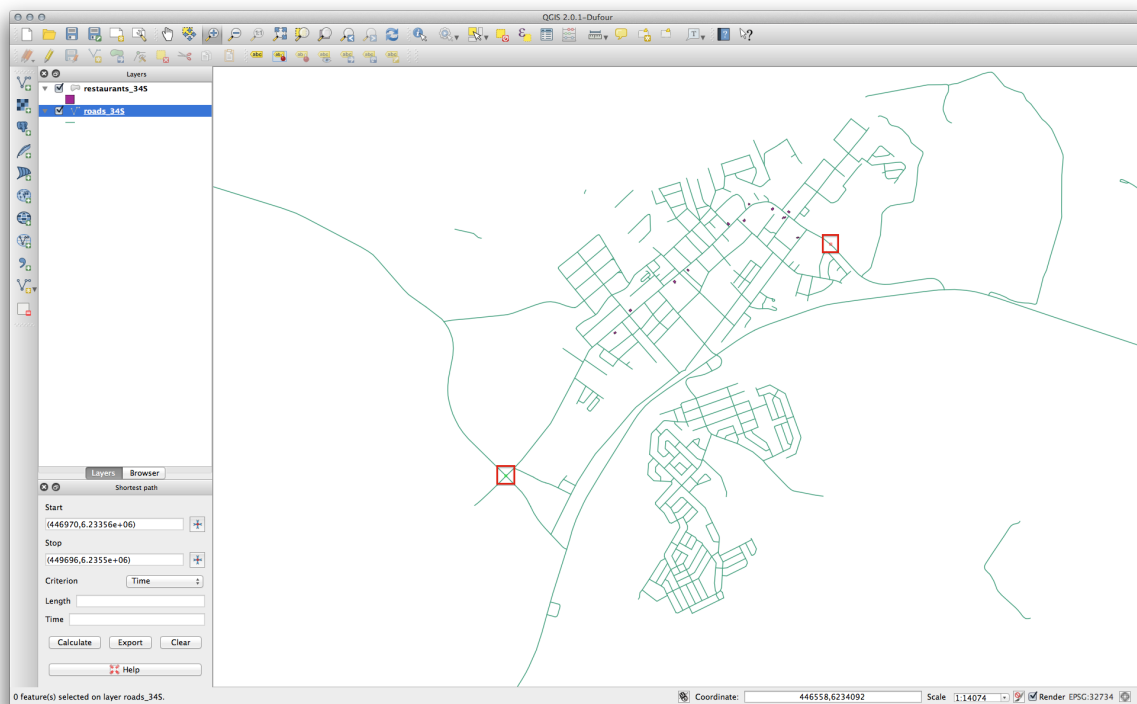 QGIS 2.0.1-Dufour
Layers
restaurants_34S
roads_34S
Layers
Browser
Shortest path
Start
(446970,6.23356e+06)
Stop
(449696,6.2355e+06)
Criterion
Time
Length
Time
Calculate
Export
Clear
Help
0 feature(s) selected on layer roads_34S.
Coordinate:
446558,6234092
Scale
1:14074
Render
EPSG:32734